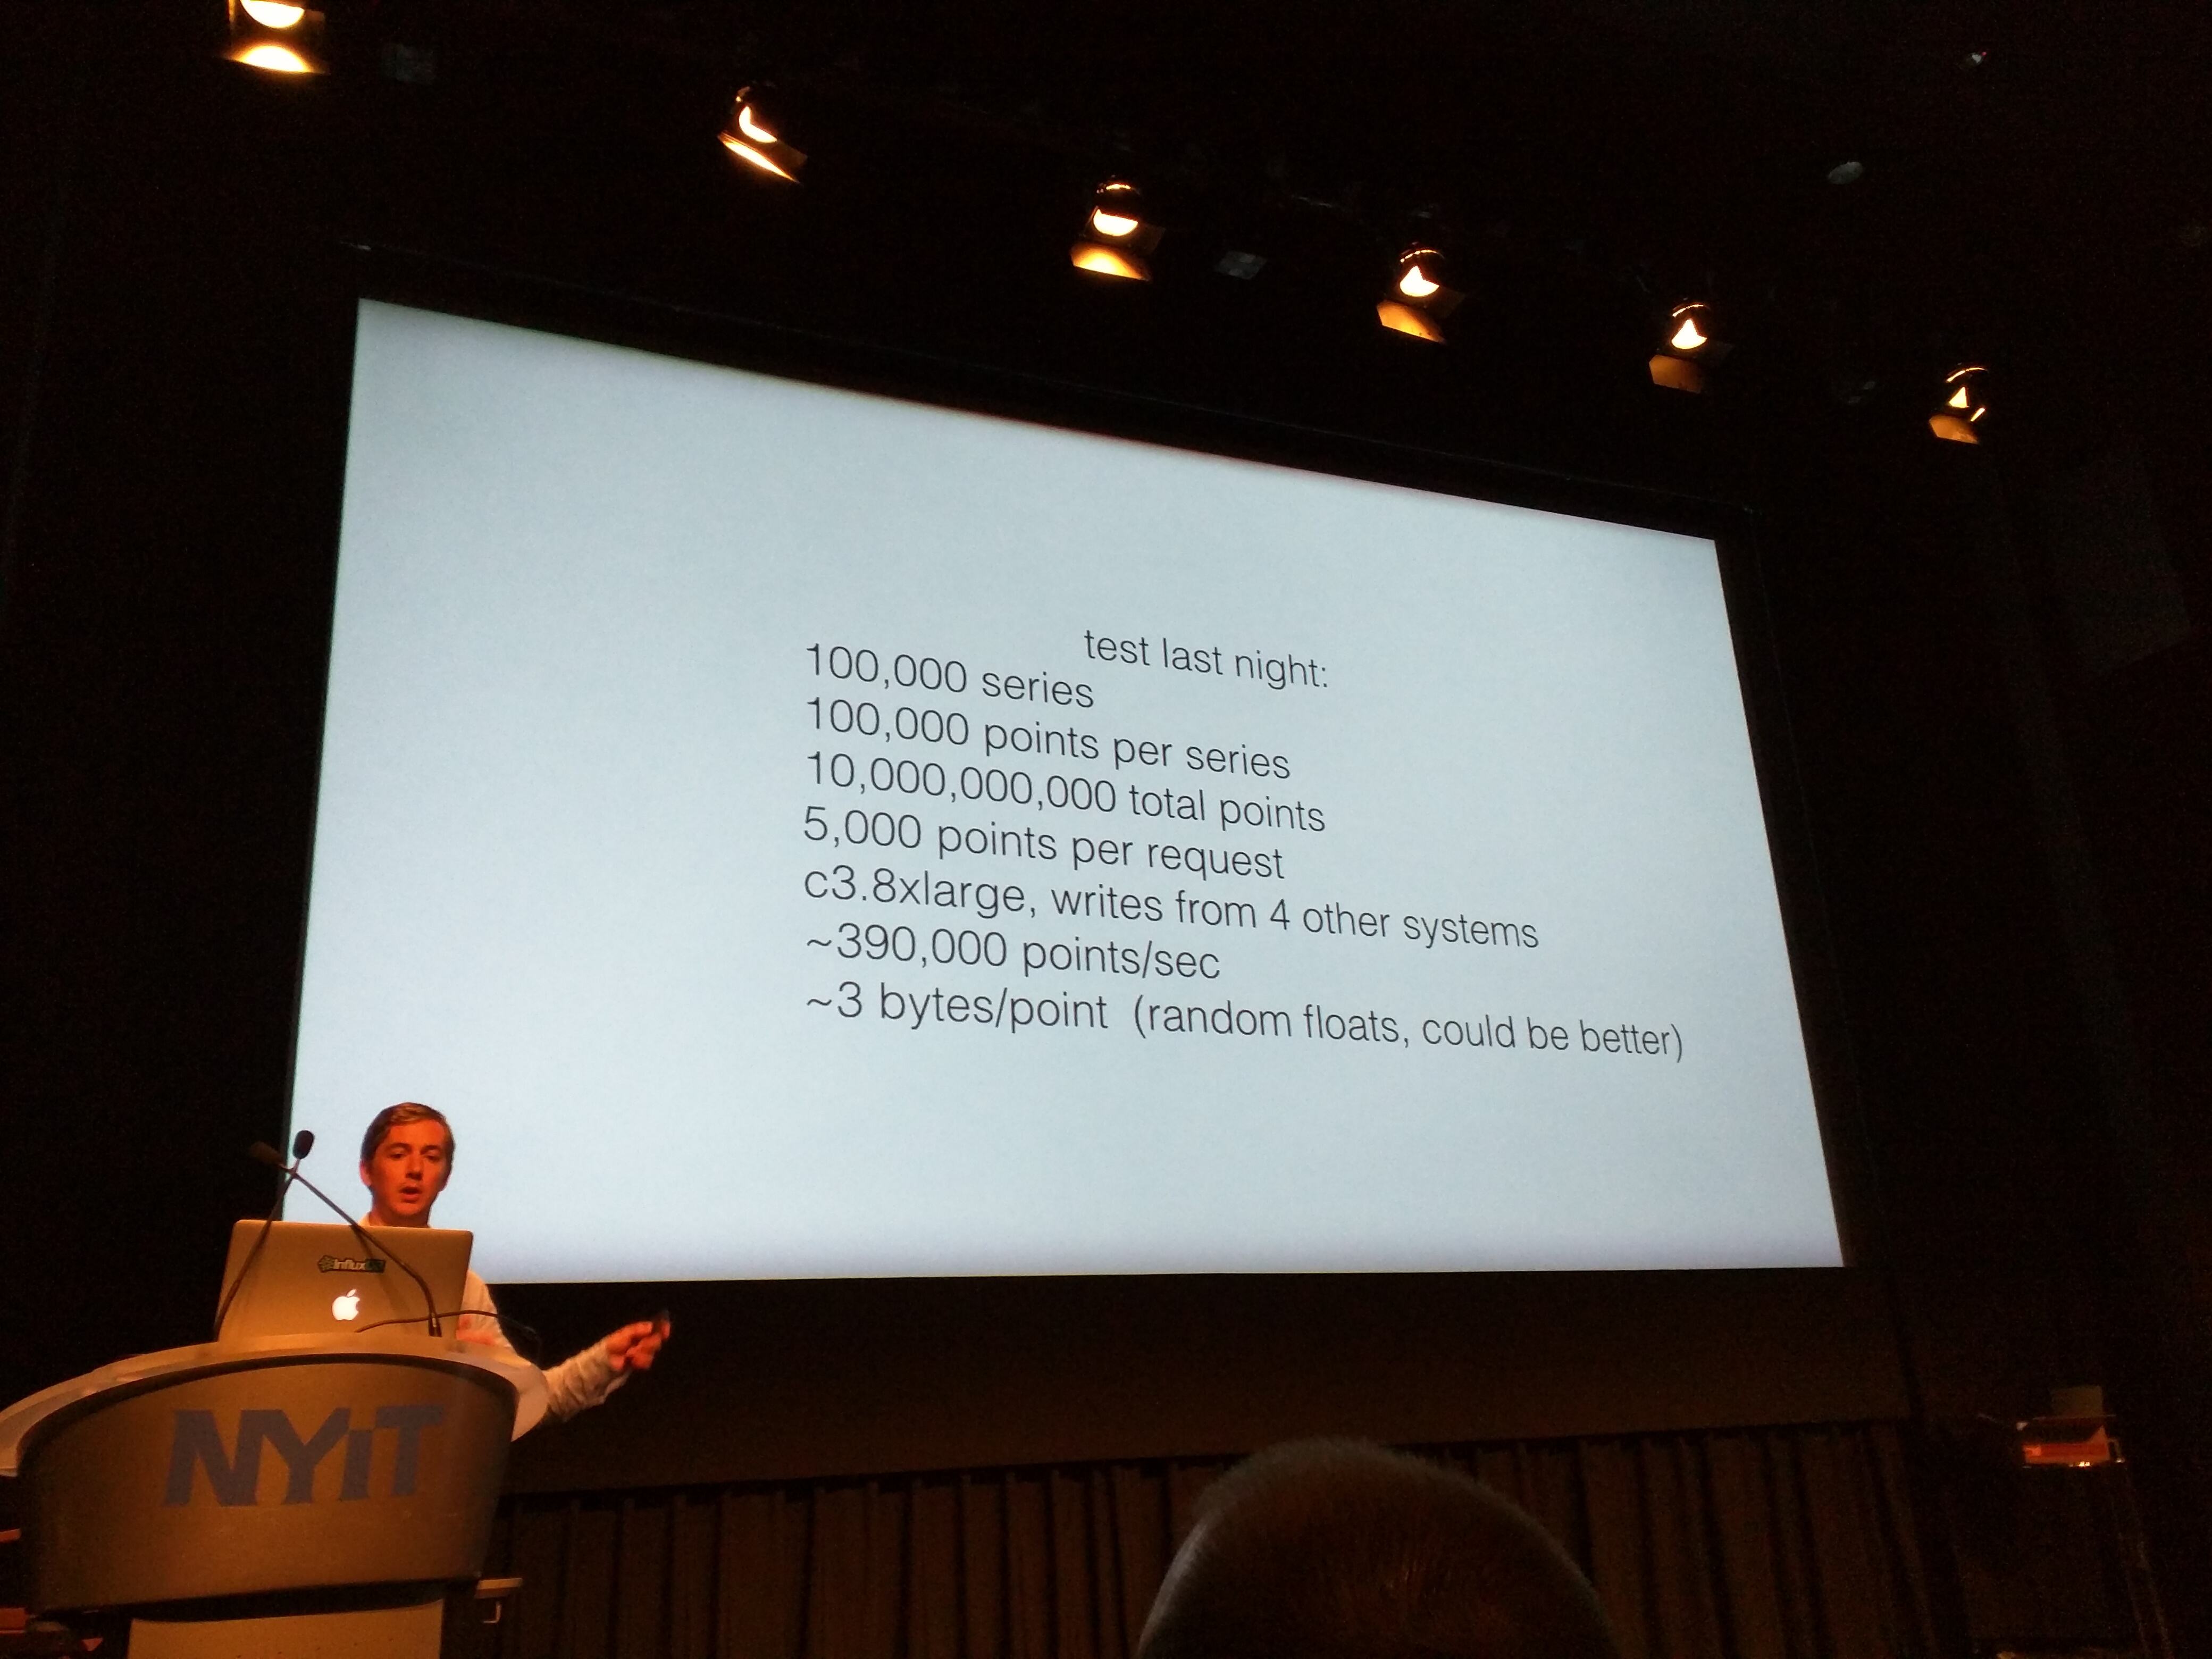 test last night:
100,000 series
100,000 points per series
10,000,000,000 total points
5,000 points per request
c3.8xlarge, writes from 4 other systems
~390,000 points/sec
~3 bytes/point (random floats, could be better)
InfluxDB
NYiT